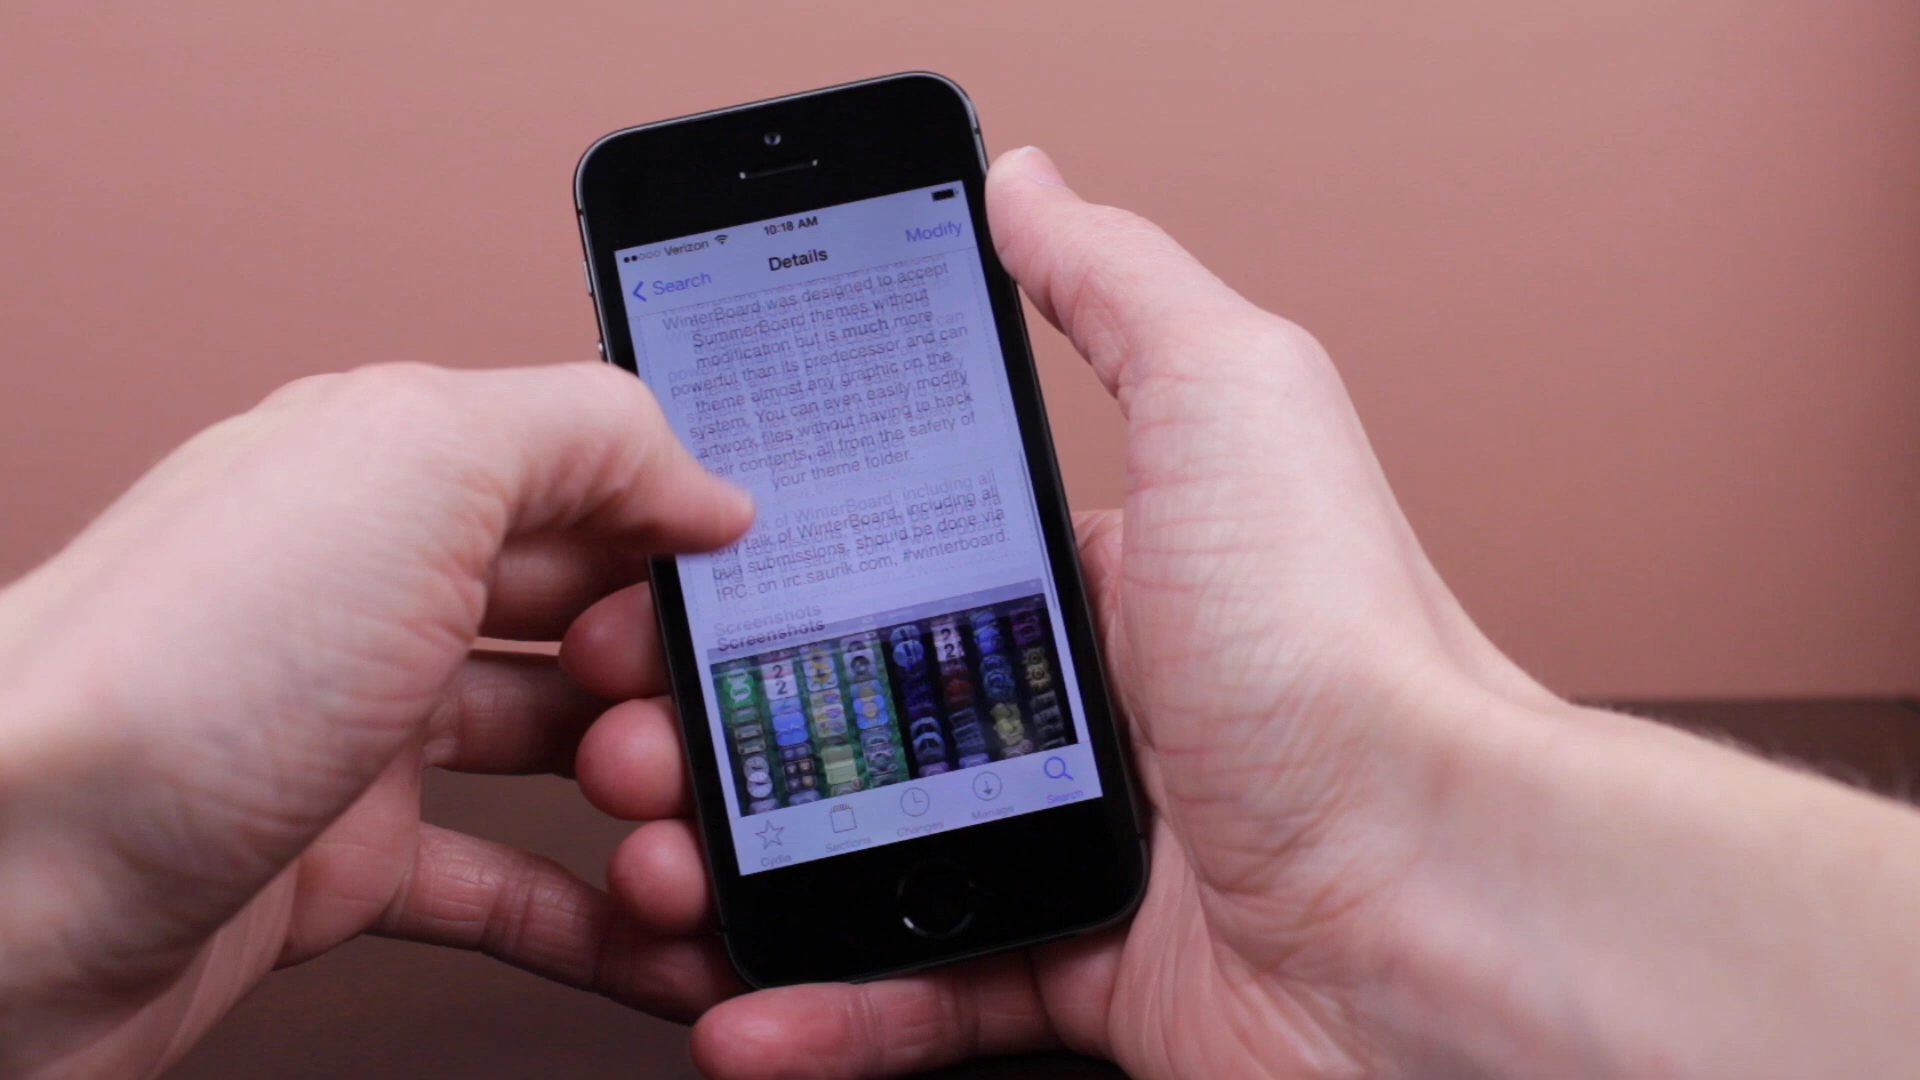 Verizon
10:18 AM
Search
Details
Modify
WinterBoard was designed to accept
SummerBoard themes without
modification but is much more
powerful than its predecessor and can
theme almost any graphic on the
system. You can even easily modify
artwork files without having to hack
their contents, all from the safety of
your theme folder.
talk of WinterBoard, including all
bug submissions, should be done via
IRC: on irc.saurik.com, #winterboard.
Screenshots
Cydia
Sections
Changes
Manage
Search